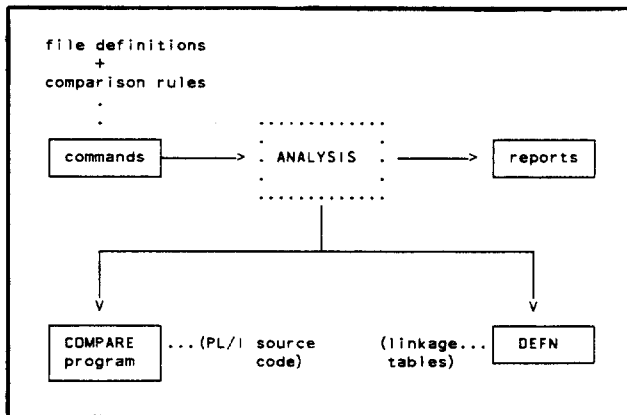 file definitions
+
comparison rules
commands
ANALYSIS
reports
COMPARE ...(PL/I source (linkage... DEFN
program code) tables)